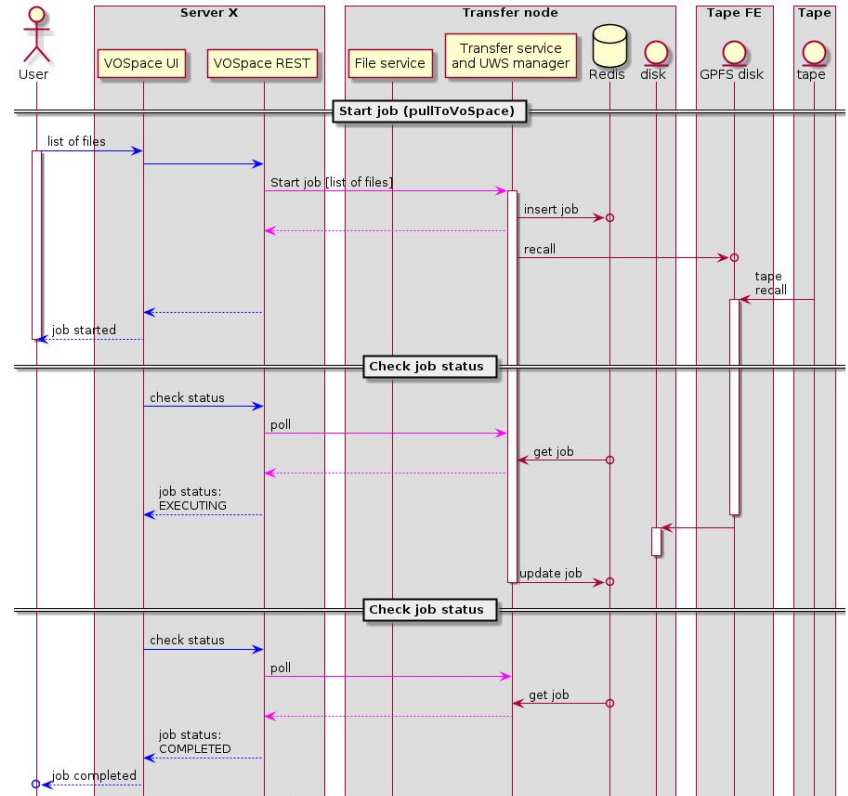 Server X
Transfer node
Tape FE
Tape
User
VOSpace UI
VOSpace REST
File service
Transfer service
and UWS manager
Redis
disk
GPFS disk
tape
Start job (pullToVoSpace)
list of files
Start job [list of files]
insert job
recall
tape
recall
job started
Check job status
check status
poll
get job
job status:
EXECUTING
update job
Check job status
check status
poll
get job
job status:
COMPLETED
job completed